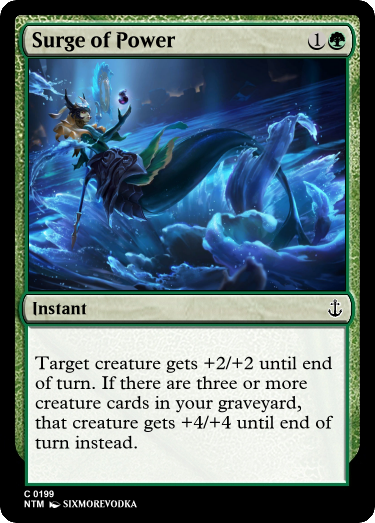 Surge of Power 1
Instant
Target creature gets +2/+2 until end
of turn. If there are three or more
creature cards in your graveyard,
that creature gets +4/+4 until end of
turn instead.
C 0199
NTM SIXMOREVODKA